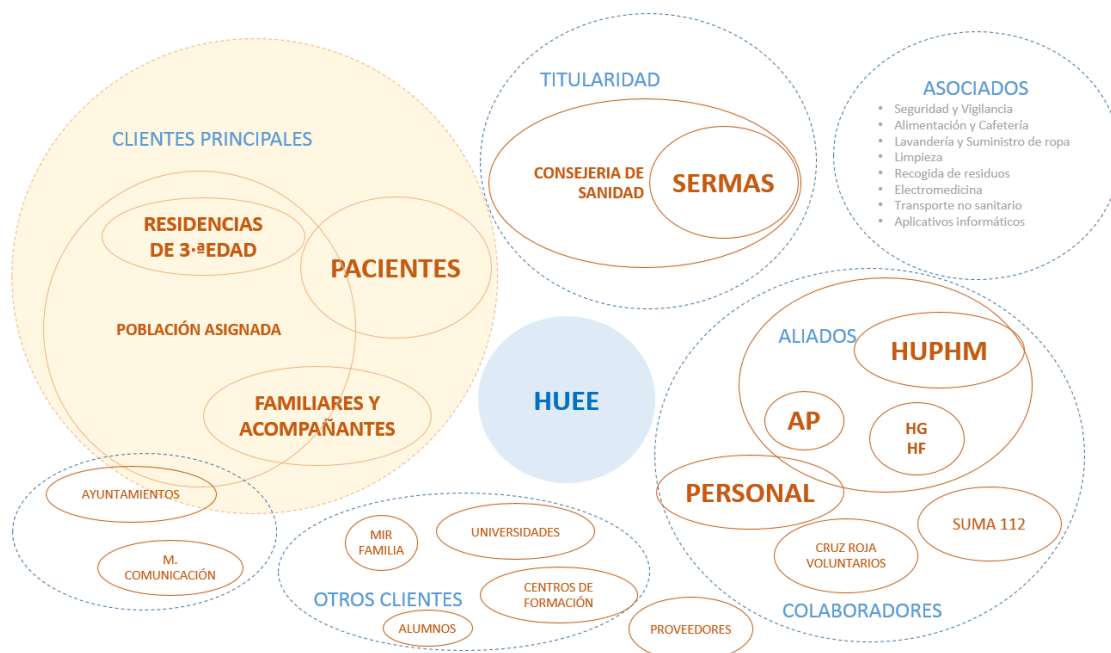 CLIENTES PRINCIPALES
RESIDENCIAS
DE 3·ªEDAD
PACIENTES
POBLACIÓN ASIGNADA
FAMILIARES Y
ACOMPAÑANTES
AYUNTAMIENTOS
M.
COMUNICACIÓN
TITULARIDAD
CONSEJERIA DE
SANIDAD
SERMAS
ASOCIADOS
• Seguridad y Vigilancia
• Alimentación y Cafetería
• Lavandería y Suministro de ropa
• Limpieza
• Recogida de residuos
• Electromedicina
• Transporte no sanitario
• Aplicativos informáticos
HUEE
ALIADOS
HUPHM
AP
HG
HF
PERSONAL
SUMA 112
CRUZ ROJA
VOLUNTARIOS
COLABORADORES
MIR
FAMILIA
UNIVERSIDADES
CENTROS DE
FORMACIÓN
OTROS CLIENTES
ALUMNOS
PROVEEDORES